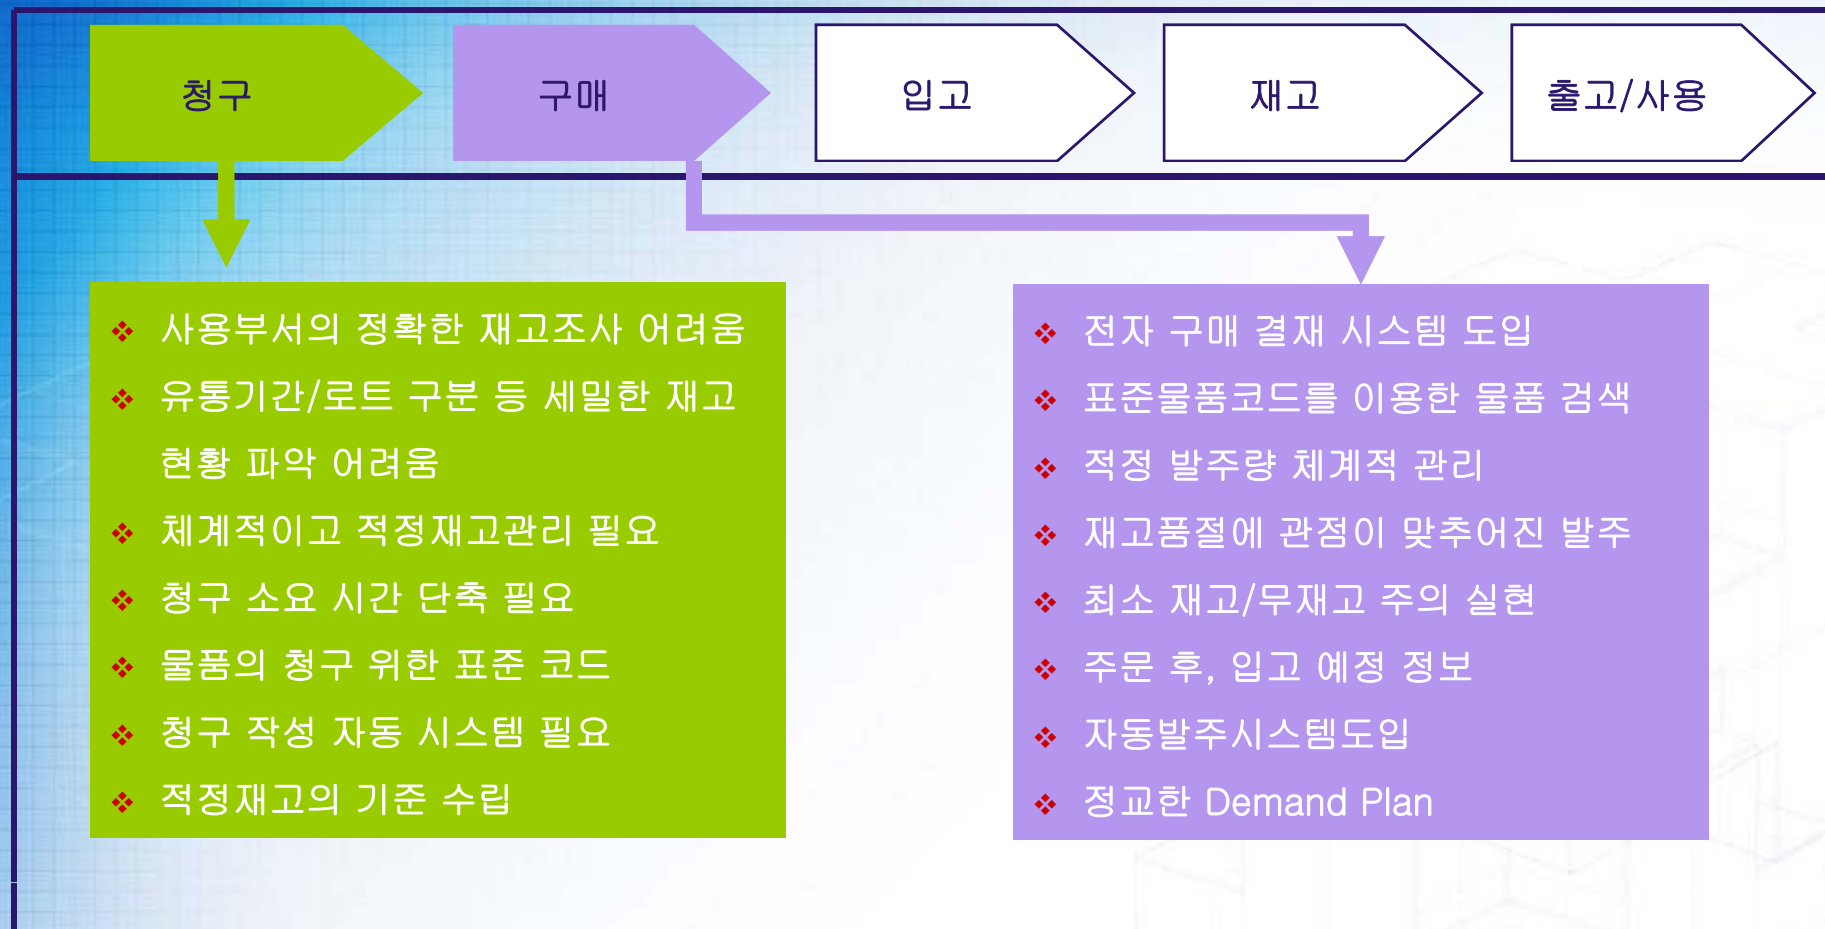 청구
구매
입고
재고
출고/사용
❖ 사용부서의 정확한 재고조사 어려움
❖ 유통기간/로트 구분 등 세밀한 재고
현황 파악 어려움
❖ 체계적이고 적정재고관리 필요
❖ 청구 소요 시간 단축 필요
❖ 물품의 청구 위한 표준 코드
❖ 청구 작성 자동 시스템 필요
❖ 적정재고의 기준 수립
❖ 전자 구매 결재 시스템 도입
❖ 표준물품코드를 이용한 물품 검색
❖ 적정 발주량 체계적 관리
❖ 재고품절에 관점이 맞추어진 발주
❖ 최소 재고/무재고 주의 실현
❖ 주문 후, 입고 예정 정보
❖ 자동발주시스템도입
❖ 정교한 Demand Plan